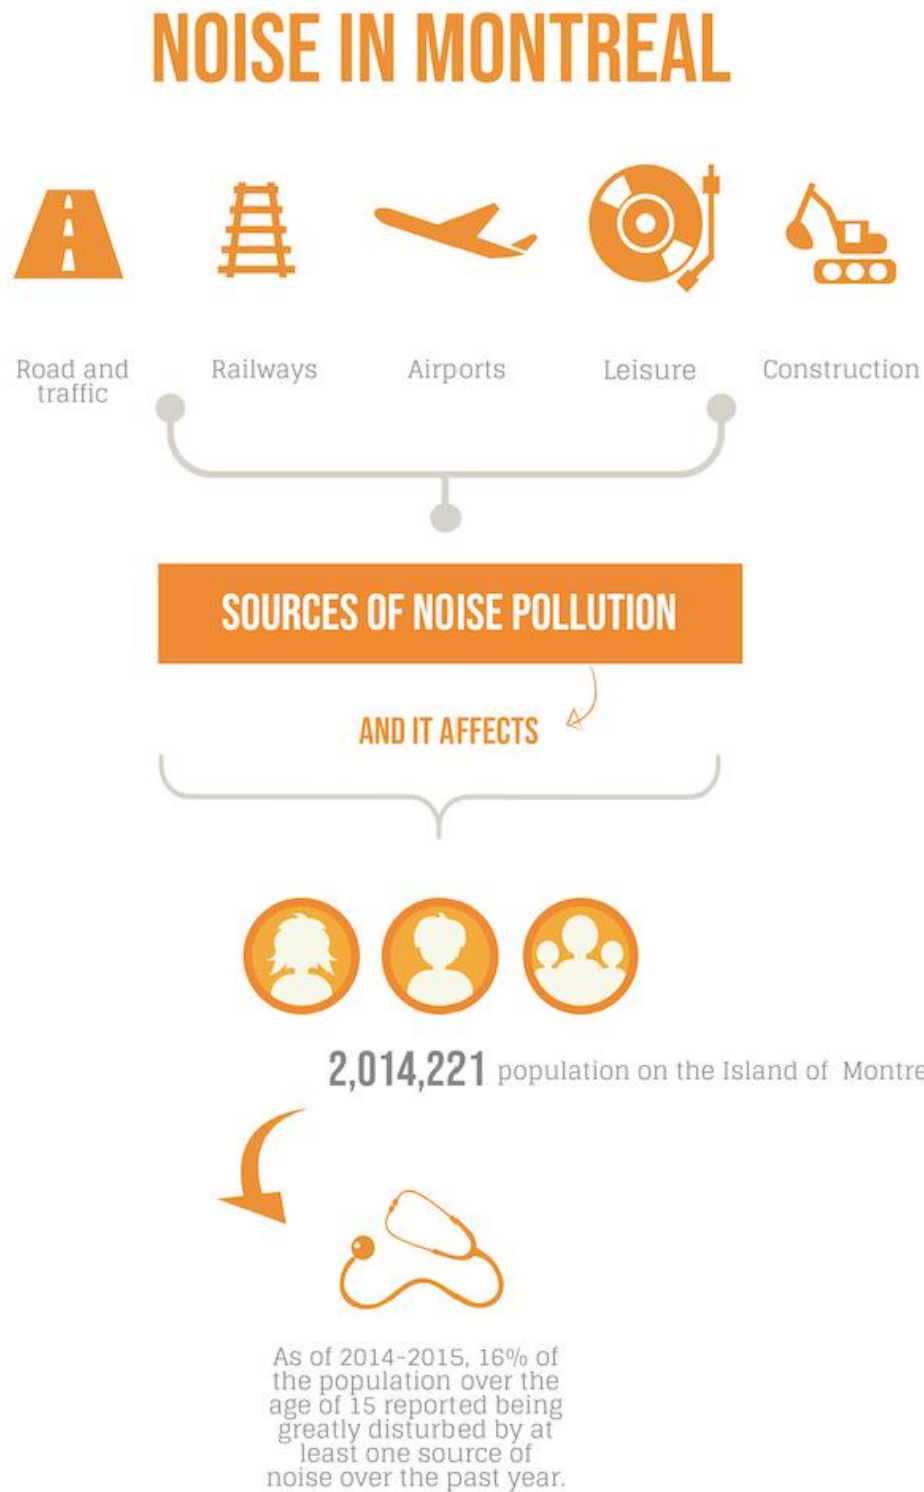 NOISE IN MONTREAL
Road and
traffic
Railways
Airports
Leisure
Construction
SOURCES OF NOISE POLLUTION
AND IT AFFECTS
2,014,221 population on the Island of Montre
As of 2014-2015, 16% of
the population over the
age of 15 reported being
greatly disturbed by at
least one source of
noise over the past year.